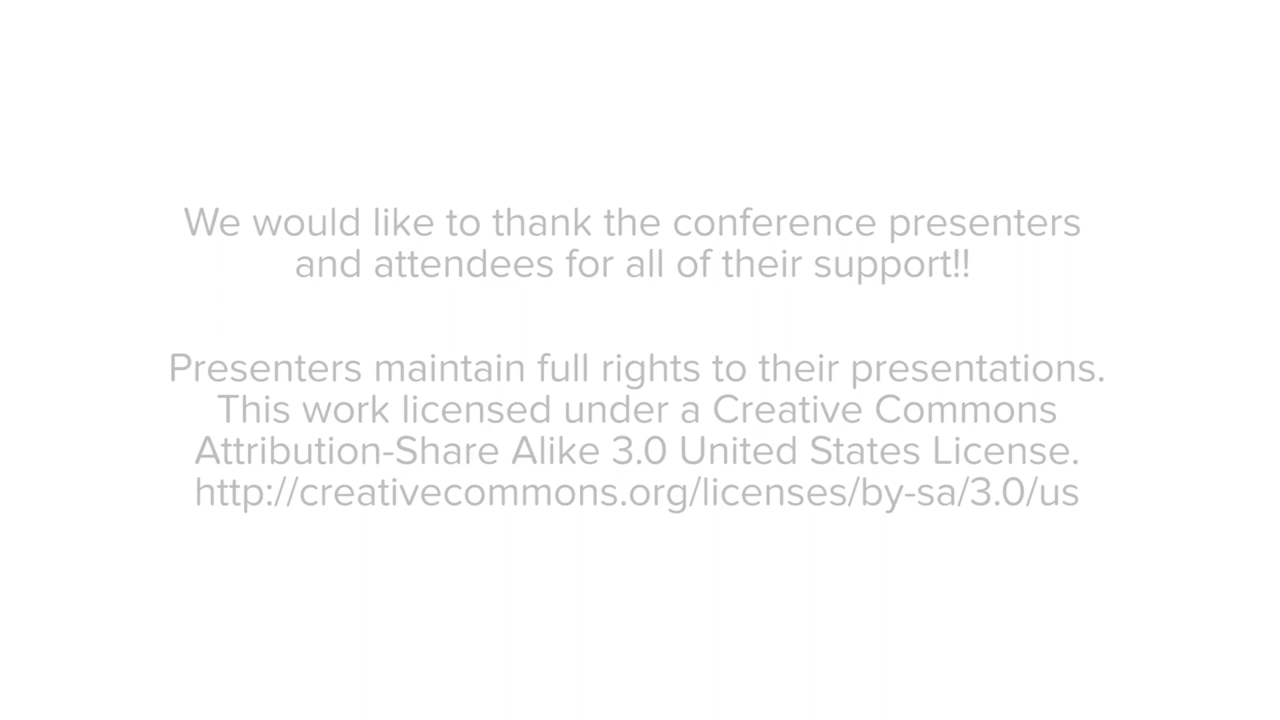 We would like to thank the conference presenters
and attendees for all of their support!!
Presenters maintain full rights to their presentations.
This work licensed under a Creative Commons
Attribution-Share Alike 3.0 United States License.
http://creativecommons.org/licenses/by-sa/3.0/us